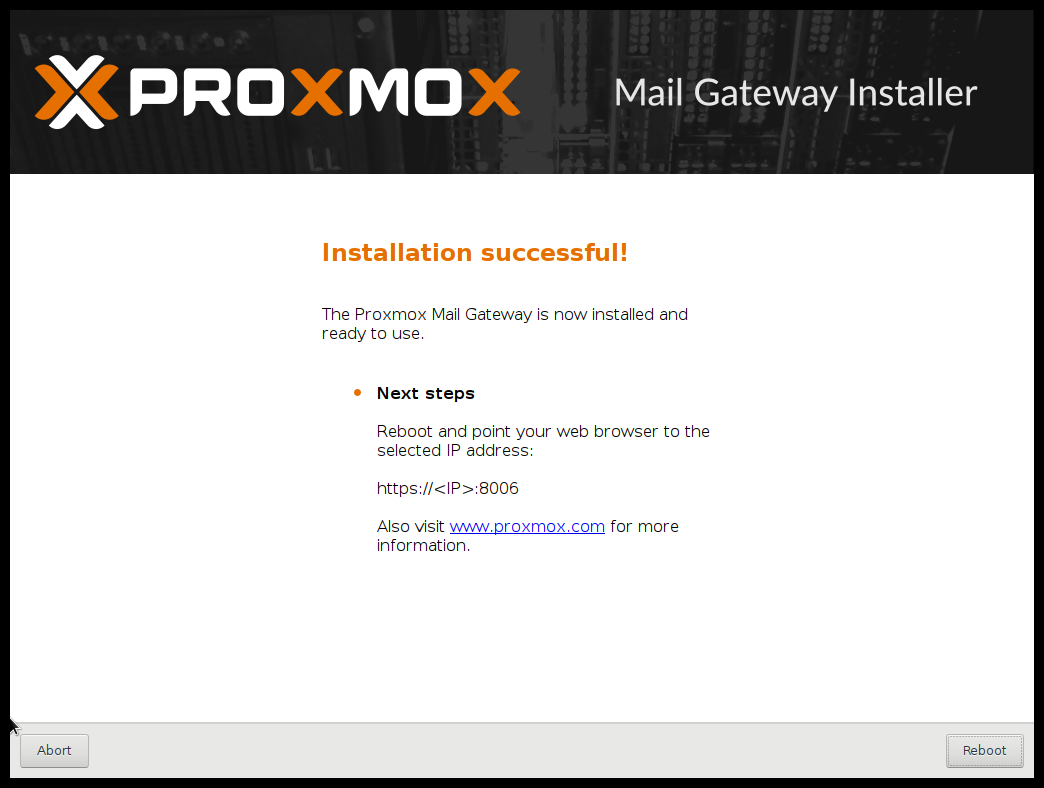 PROXMOX Mail Gateway Installer
Installation successful!
The Proxmox Mail Gateway is now installed and
ready to use.
Next steps
Reboot and point your web browser to the
selected IP address:
https://<IP>:8006
Also visit www.proxmox.com for more
information.
Abort
Reboot